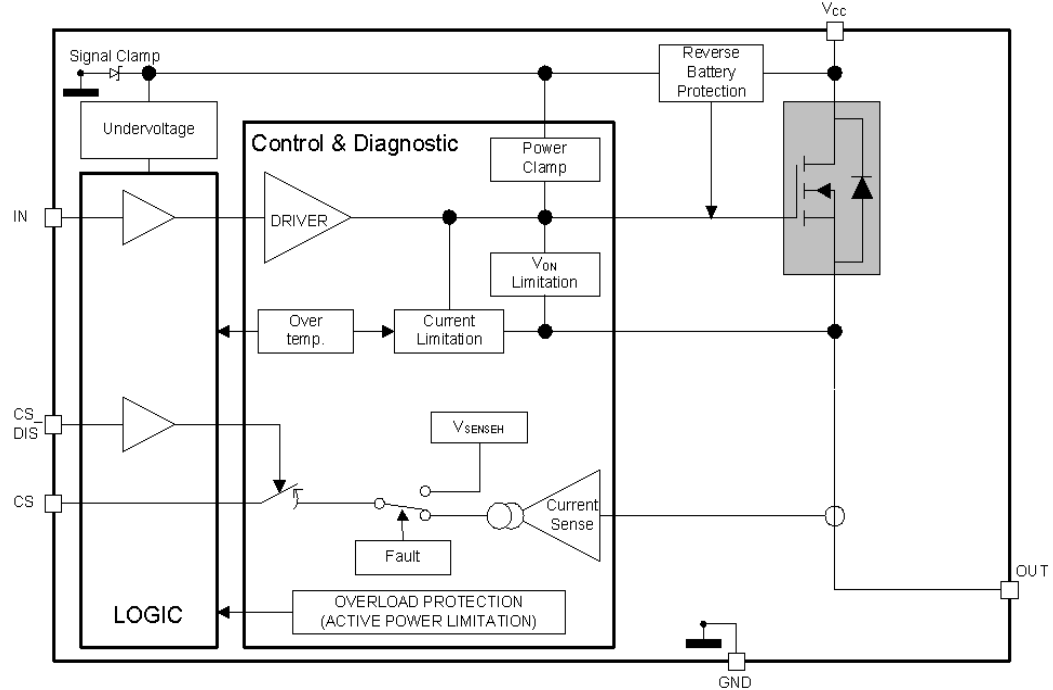 VCC
Signal Clamp
Reverse
Battery
Protection
Undervoltage
Control & Diagnostic
Power
Clamp
IN
DRIVER
VON
Limitation
Over
temp.
Current
Limitation
CS_
DIS
VSENSEH
CS
Current
Sense
Fault
OUT
OVERLOAD PROTECTION
(ACTIVE POWER LIMITATION)
LOGIC
GND